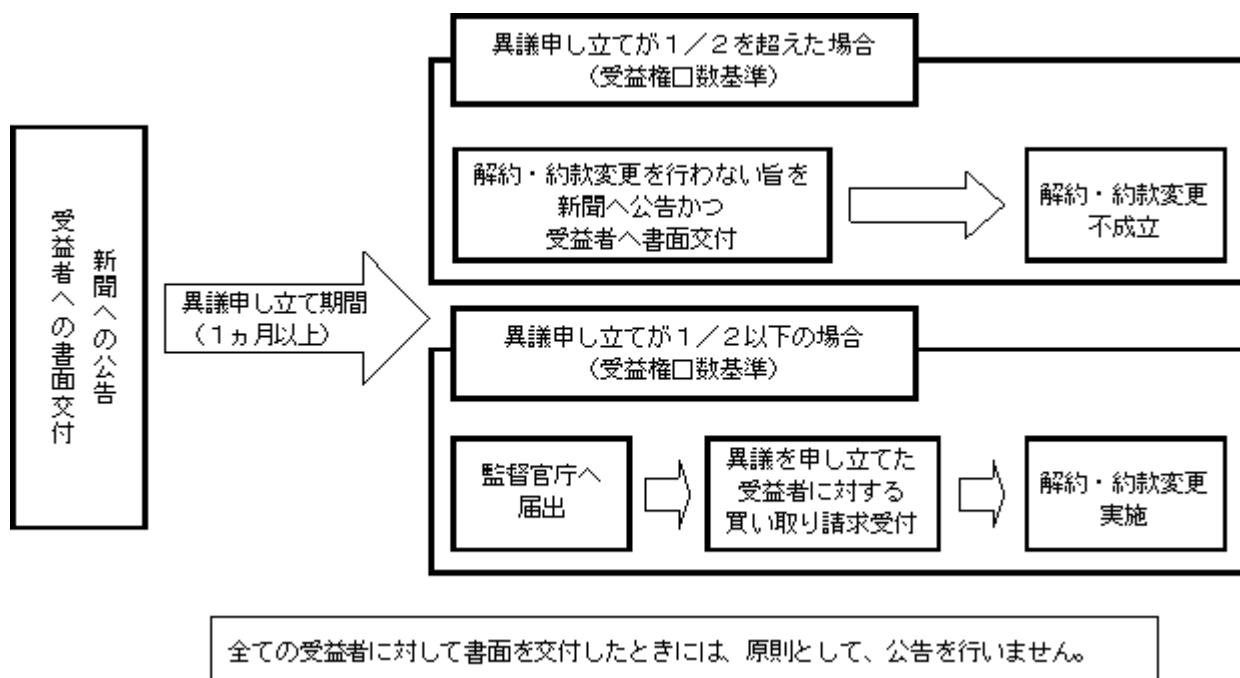 新聞への公告
受益者への書面交付
異議申し立て期間
（１ヵ月以上）
異議申し立てが１／２を超えた場合
（受益権口数基準）
解約・約款変更を行わない旨を
新聞へ公告かつ
受益者へ書面交付
解約・約款変更
不成立
異議申し立てが１／２以下の場合
（受益権口数基準）
監督官庁へ
届出
異議を申し立てた
受益者に対する
買い取り請求受付
解約・約款変更
実施
全ての受益者に対して書面を交付したときには、原則として、公告を行いません。